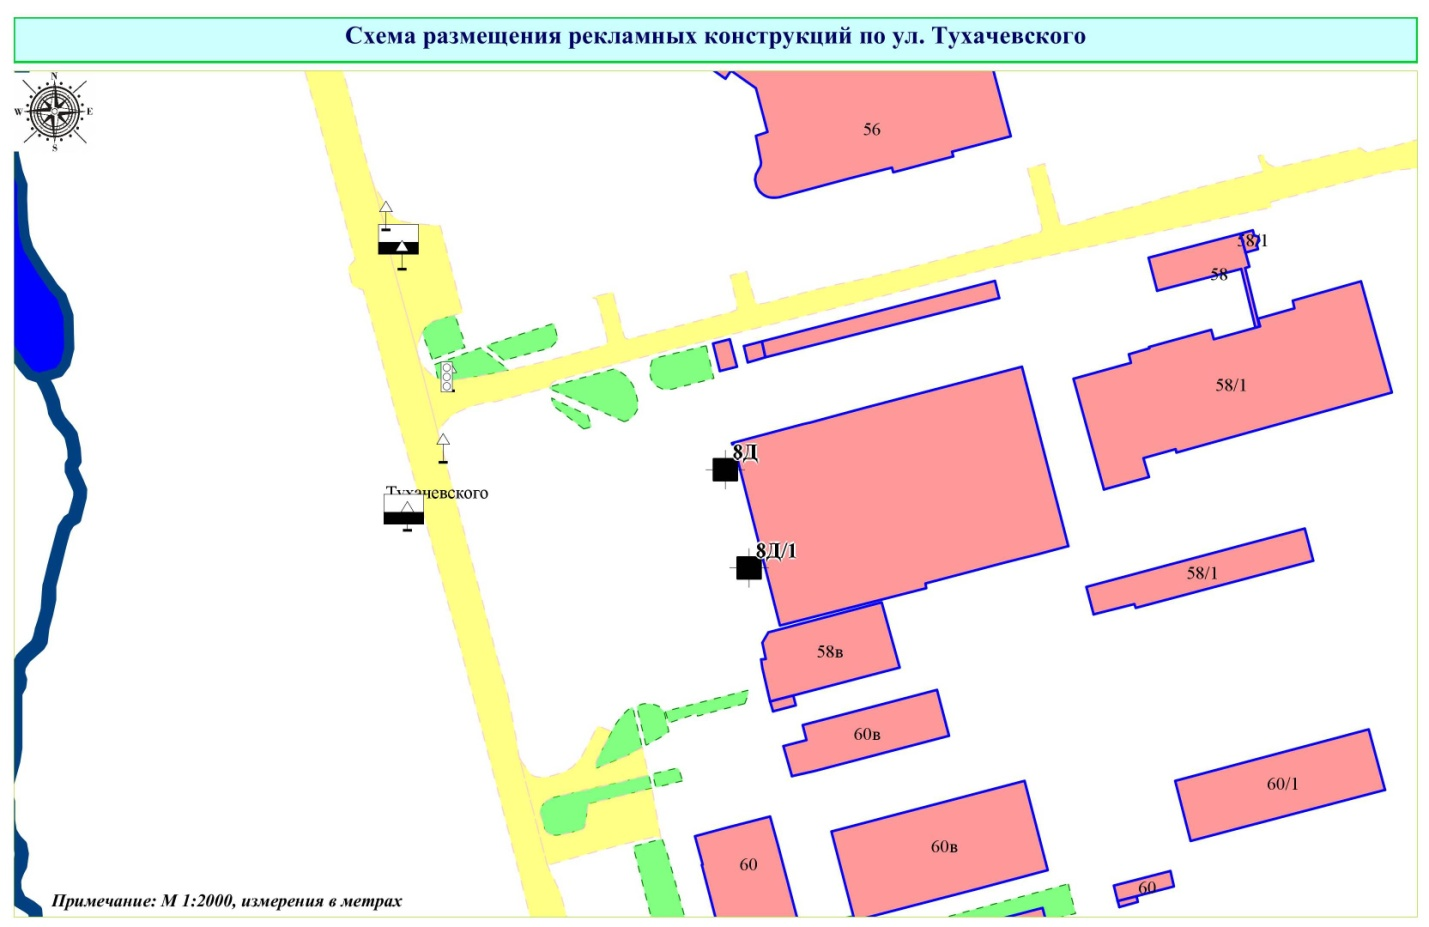 Схема размещения рекламных конструкций по ул. Тухачевского
N
W E
S
56
58/1
58
58/1
8Д
Тухачевского
8Д/1
58/1
58в
60в
60/1
60в
60
60
Примечание: М 1:2000, измерения в метрах